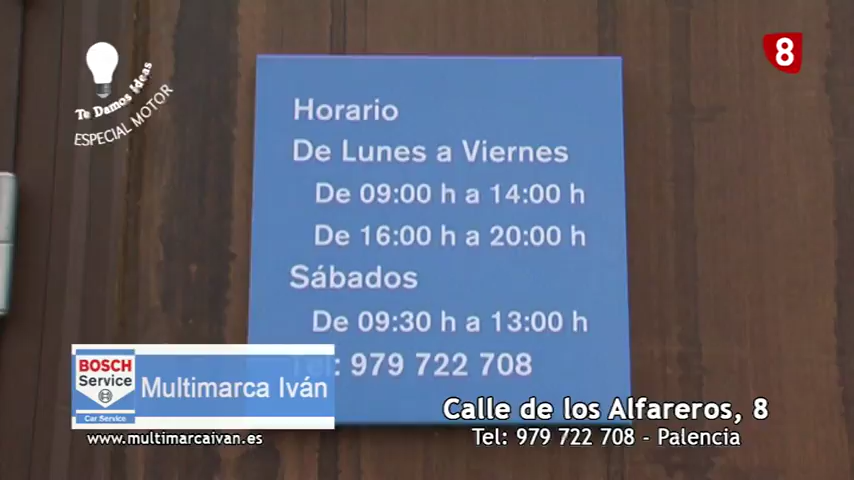 Te Damos Ideas
ESPECIAL MOTOR
8
Horario
De Lunes a Viernes
De 09:00 h a 14:00 h
De 16:00 h a 20:00 h
Sábados
De 09:30 h a 13:00 h
Tel: 979 722 708
BOSCH
Service
Car Service
Multimarca Iván
www.multimarcaivan.es
Calle de los Alfareros, 8
Tel: 979 722 708 - Palencia